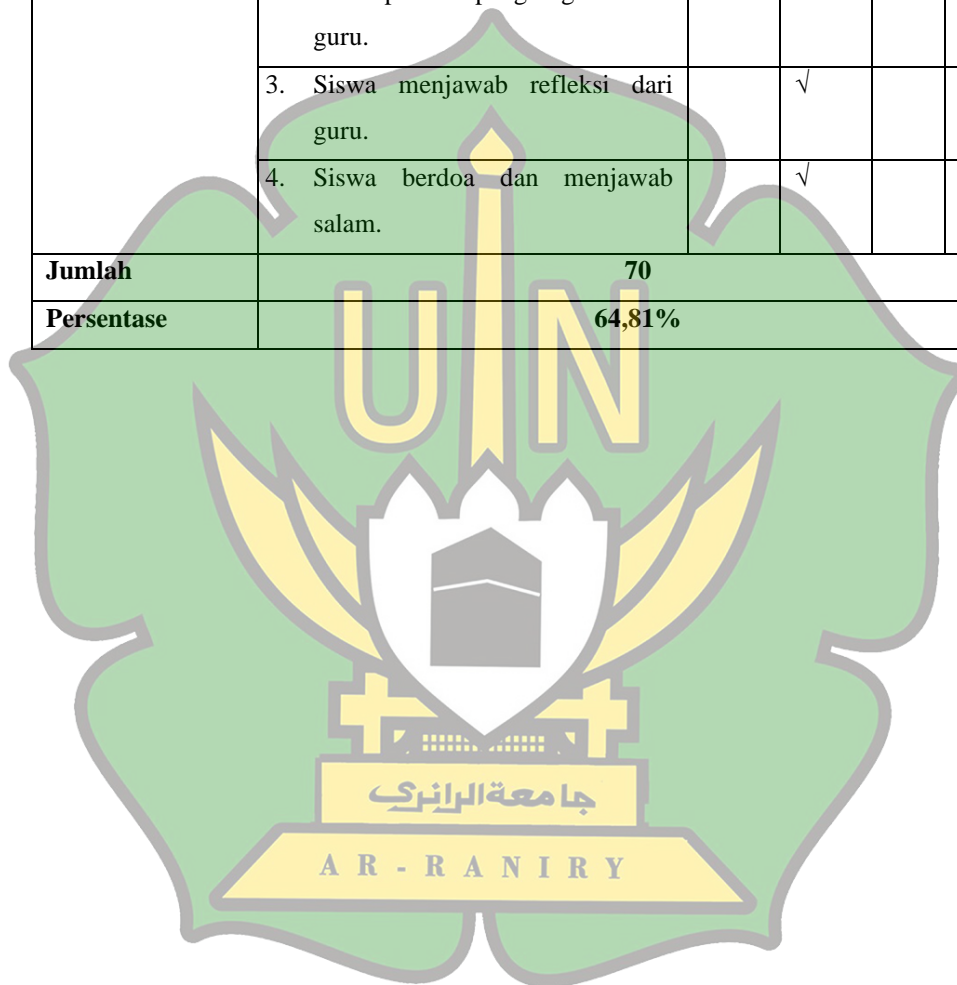 guru.
3. Siswa menjawab refleksi dari √
guru.
4. Siswa berdoa dan menjawab √
salam.
Jumlah 70
Persentase 64,81%
UIN
جامعة الرانري
AR-RANIRY